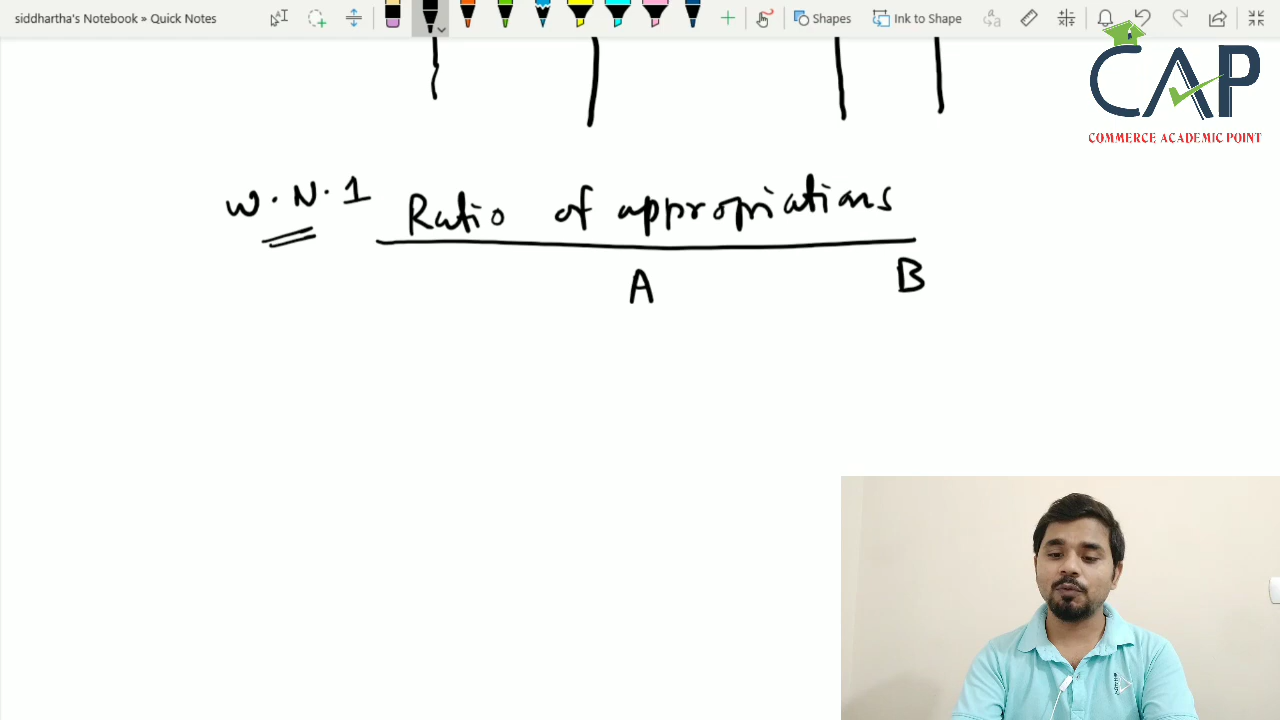 siddhartha's Notebook » Quick Notes
Shapes
Ink to Shape
CAP
COMMERCE ACADEMIC POINT
W.N.1 Ratio of appropriations
A B